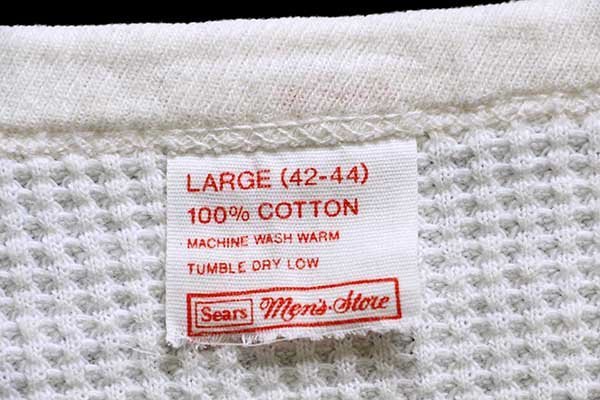 LARGE (42-44)
100% COTTON
MACHINE WASH WARM
TUMBLE DRY LOW
Sears Men's Store